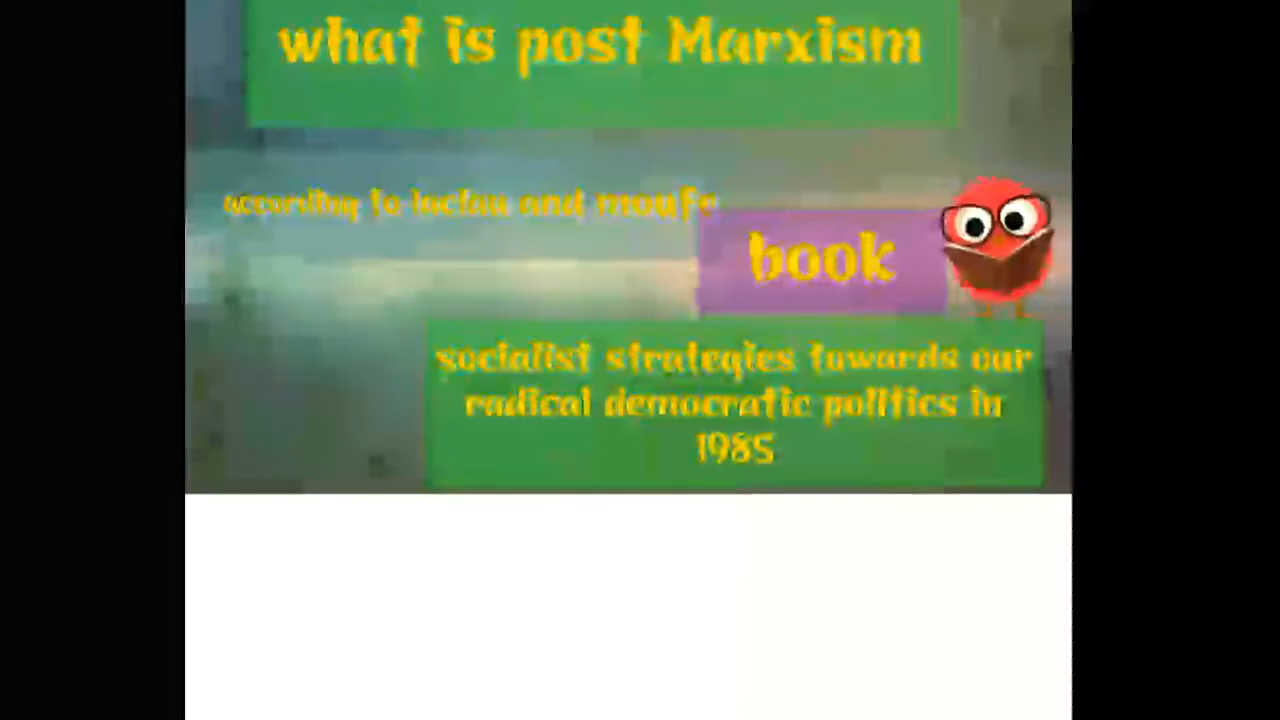 what is post Marxism
according to laclau and moufe
book
socialist strategies towards our
radical democratic politics in
1985